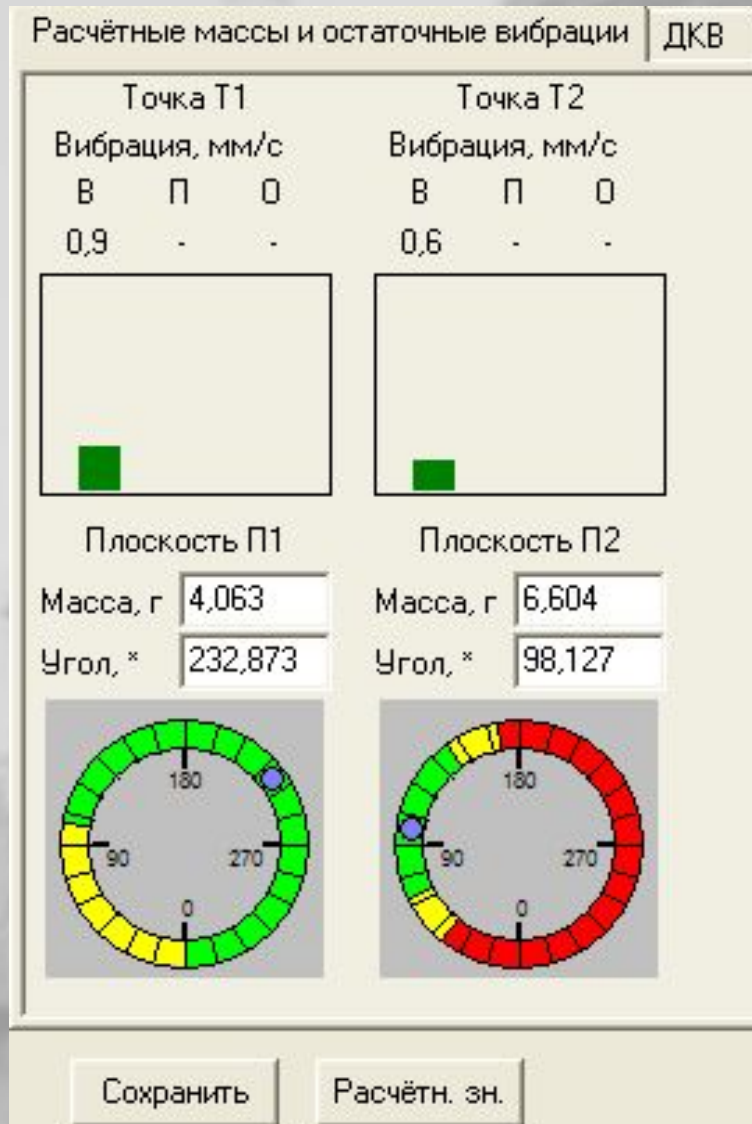 Расчётные массы и остаточные вибрации ДКВ
Точка Т1 Точка Т2
Вибрация, мм/с Вибрация, мм/с
В П О В П О
0,9 - - 0,6 - -
Плоскость П1 Плоскость П2
Масса, г 4,063 Масса, г 6,604
Угол, * 232,873 Угол, * 98,127
180 180
90 270 90 270
0 0
Сохранить Расчётн. зн.